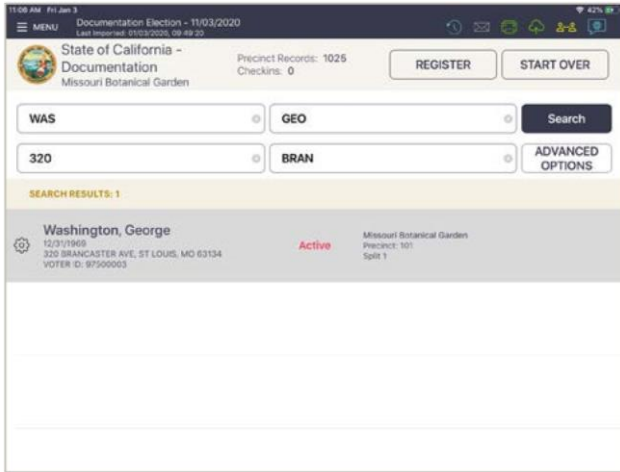 11:08 AM Fri Jan 3
42%
MENU
Documentation Election - 11/03/2020
Last Imported: 01/03/2020, 09:49:20
State of California -
Documentation
Missouri Botanical Garden
Precinct Records: 1025
Checkins: 0
REGISTER
START OVER
WAS
GEO
Search
320
BRAN
ADVANCED
OPTIONS
SEARCH RESULTS: 1
Washington, George
12/31/1969
320 BRANCASTER AVE, ST LOUIS, MO 63134
VOTER ID: 97500003
Active
Missouri Botanical Garden
Precinct: 101
Split 1